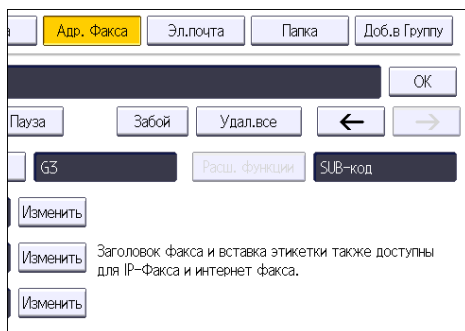 Адр. Факса Эл.почта Папка Доб.в Группу
OK
Пауза Забой Удал.все ← →
G3 Расш. функции SUB-код
Изменить
Изменить Заголовок факса и вставка этикетки также доступны
для IP-Факса и интернет факса.
Изменить